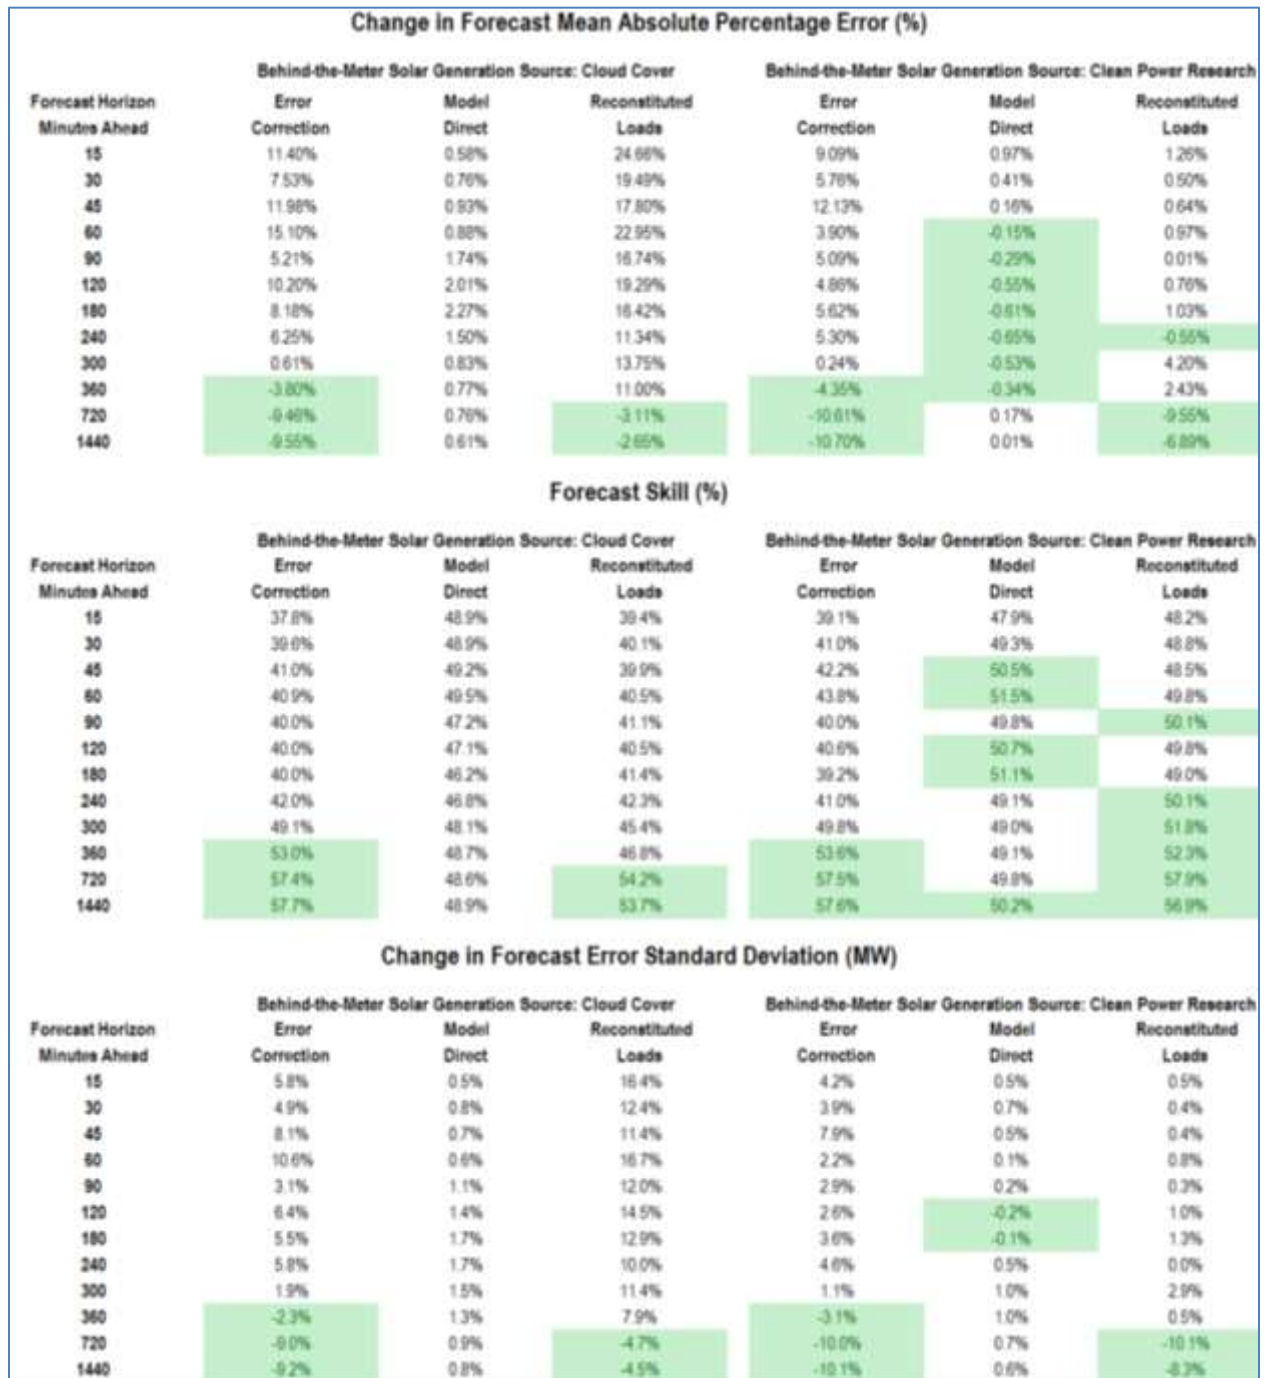 Change in Forecast Mean Absolute Percentage Error (%)
Behind-the-Meter Solar Generation Source: Cloud Cover Behind-the-Meter Solar Generation Source: Clean Power Research
Forecast Horizon Error Model Reconstituted Error Model Reconstituted
Minutes Ahead Correction Direct Loads Correction Direct Loads
15 11.40% 0.58% 24.66% 9.09% 0.97% 1.26%
30 7.53% 0.76% 19.49% 5.76% 0.41% 0.50%
45 11.98% 0.93% 17.80% 12.13% 0.16% 0.64%
60 15.10% 0.88% 22.95% 3.90% -0.15% 0.97%
90 5.21% 1.74% 16.74% 5.09% -0.29% 0.01%
120 10.20% 2.01% 19.29% 4.86% -0.55% 0.76%
180 8.18% 2.27% 16.42% 5.62% -0.61% 1.03%
240 6.25% 1.50% 11.34% 5.30% -0.65% -0.55%
300 0.61% 0.83% 13.75% 0.24% -0.53% 4.20%
360 -3.80% 0.77% 11.00% -4.35% -0.34% 2.43%
720 -9.46% 0.76% -3.11% -10.61% 0.17% -9.55%
1440 -9.55% 0.61% -2.65% -10.70% 0.01% -6.89%
Forecast Skill (%)
Behind-the-Meter Solar Generation Source: Cloud Cover Behind-the-Meter Solar Generation Source: Clean Power Research
Forecast Horizon Error Model Reconstituted Error Model Reconstituted
Minutes Ahead Correction Direct Loads Correction Direct Loads
15 37.8% 48.9% 39.4% 39.1% 47.9% 48.2%
30 39.6% 48.9% 40.1% 41.0% 49.3% 48.8%
45 41.0% 49.2% 39.9% 42.2% 50.5% 48.5%
60 40.9% 49.5% 40.5% 43.8% 51.5% 49.8%
90 40.0% 47.2% 41.1% 40.0% 49.8% 50.1%
120 40.0% 47.1% 40.5% 40.6% 50.7% 49.8%
180 40.0% 46.2% 41.4% 39.2% 51.1% 49.0%
240 42.0% 46.8% 42.3% 41.0% 49.1% 50.1%
300 49.1% 48.1% 45.4% 49.8% 49.0% 51.8%
360 53.0% 48.7% 46.8% 53.6% 49.1% 52.3%
720 57.4% 48.6% 54.2% 57.5% 49.8% 57.9%
1440 57.7% 48.9% 53.7% 57.6% 50.2% 56.9%
Change in Forecast Error Standard Deviation (MW)
Behind-the-Meter Solar Generation Source: Cloud Cover Behind-the-Meter Solar Generation Source: Clean Power Research
Forecast Horizon Error Model Reconstituted Error Model Reconstituted
Minutes Ahead Correction Direct Loads Correction Direct Loads
15 5.8% 0.5% 16.4% 4.2% 0.5% 0.5%
30 4.9% 0.8% 12.4% 3.9% 0.7% 0.4%
45 8.1% 0.7% 11.4% 7.9% 0.5% 0.4%
60 10.6% 0.6% 16.7% 2.2% 0.1% 0.8%
90 3.1% 1.1% 12.0% 2.9% 0.2% 0.3%
120 6.4% 1.4% 14.5% 2.6% -0.2% 1.0%
180 5.5% 1.7% 12.9% 3.6% -0.1% 1.3%
240 5.8% 1.7% 10.0% 4.6% 0.5% 0.0%
300 1.9% 1.5% 11.4% 1.1% 1.0% 2.9%
360 -2.3% 1.3% 7.9% -3.1% 1.0% 0.5%
720 -9.0% 0.9% -4.7% -10.0% 0.7% -10.1%
1440 -9.2% 0.8% -4.5% -10.1% 0.6% -8.3%